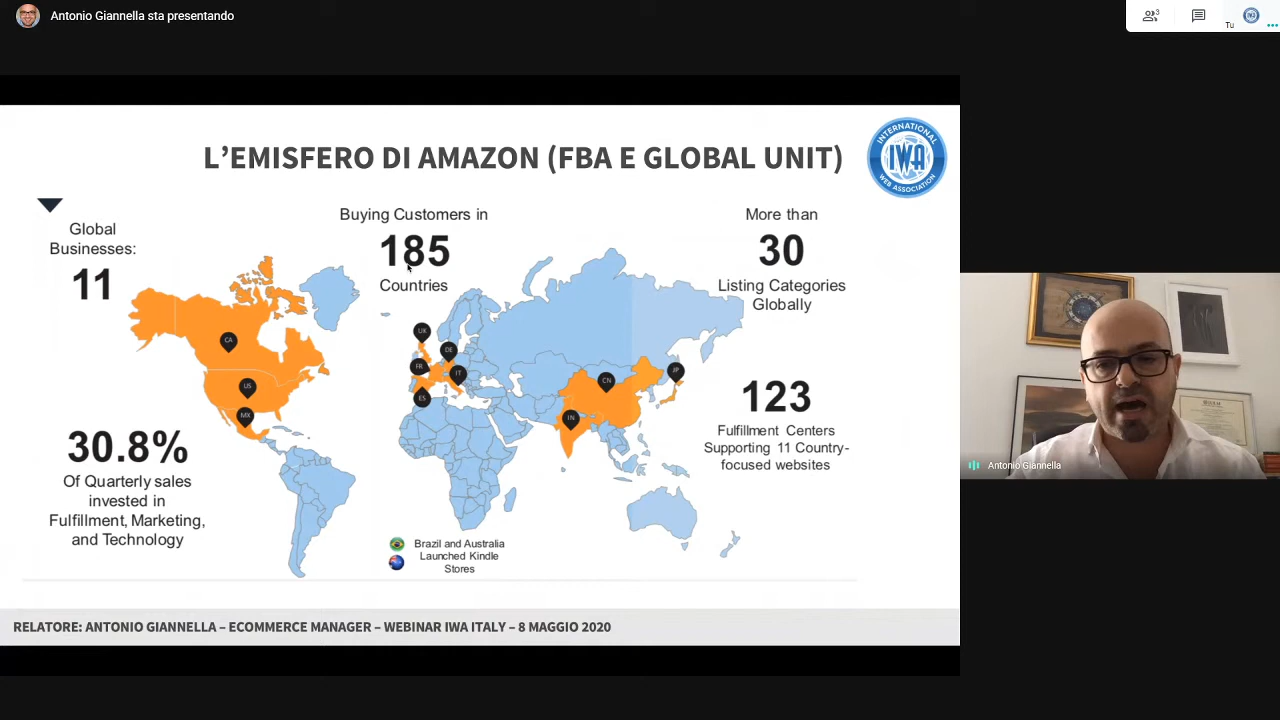 Antonio Giannella sta presentando
3
Tu
L'EMISFERO DI AMAZON (FBA E GLOBAL UNIT)
INTERNATIONAL
IWA
WEB ASSOCIATION
Global
Businesses:
11
Buying Customers in
185
Countries
More than
30
Listing Categories
Globally
CA
US
MX
UK
DE
FR
IT
ES
CN
JP
IN
30.8%
Of Quarterly sales
invested in
Fulfillment, Marketing,
and Technology
123
Fulfillment Centers
Supporting 11 Country-
focused websites
Brazil and Australia
Launched Kindle
Stores
Antonio Giannella
RELATORE: ANTONIO GIANNELLA – ECOMMERCE MANAGER – WEBINAR IWA ITALY – 8 MAGGIO 2020